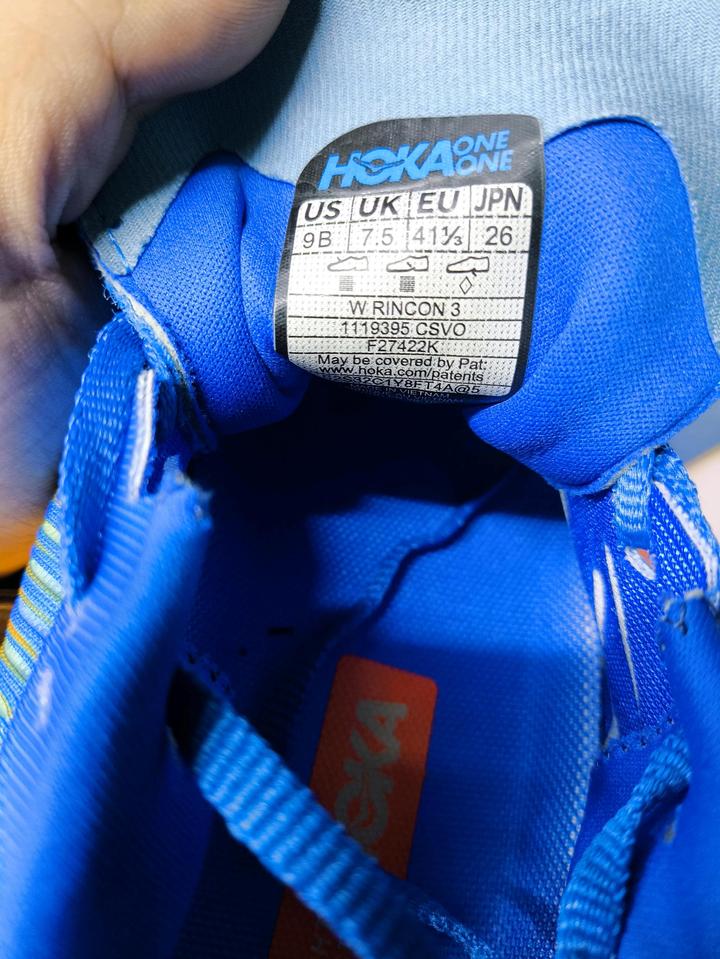 HOKA ONE ONE
US UK EU JPN
9B 7.5 41⅓ 26
W RINCON 3
1119395 CSVO
F27422K
May be covered by Pat:
www.hoka.com/patents
VIETNAM
HOKA